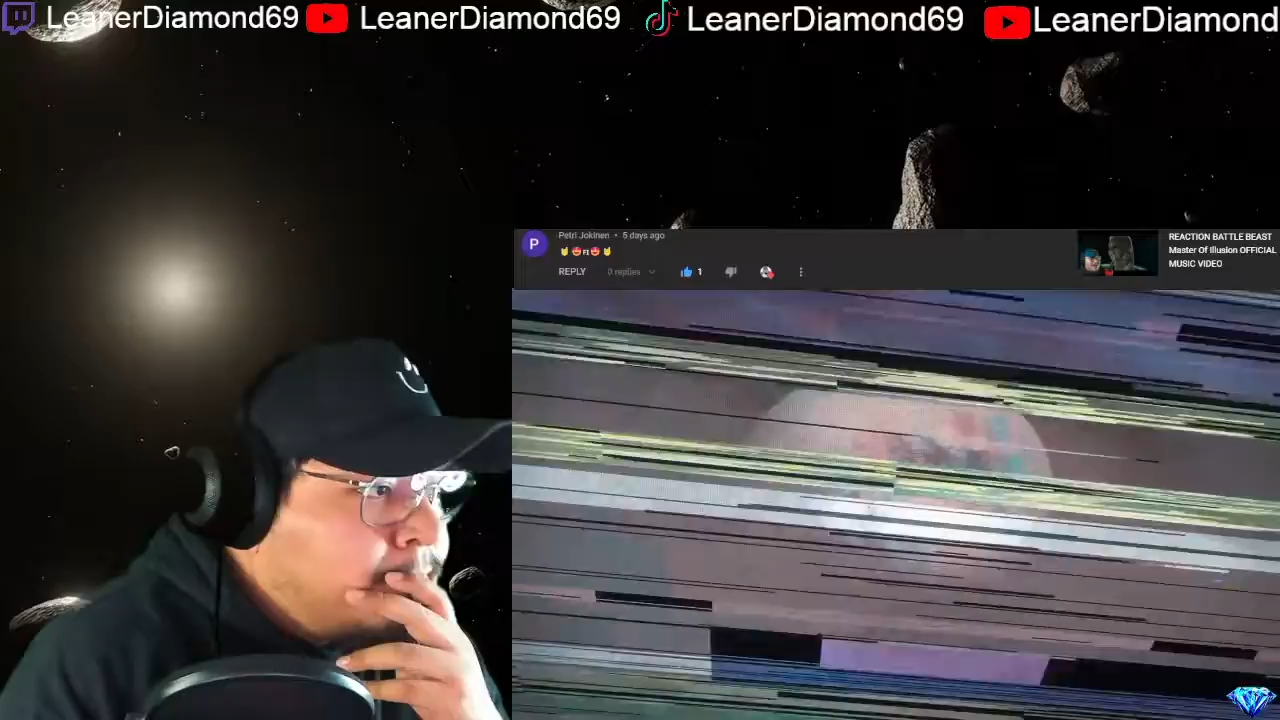 LeanerDiamond69 LeanerDiamond69 LeanerDiamond69 LeanerDiamond
P Petri Jokinen • 5 days ago
🤘😍FI😍🤘
REPLY 0 replies 1
REACTION BATTLE BEAST
Master Of Illusion OFFICIAL
MUSIC VIDEO